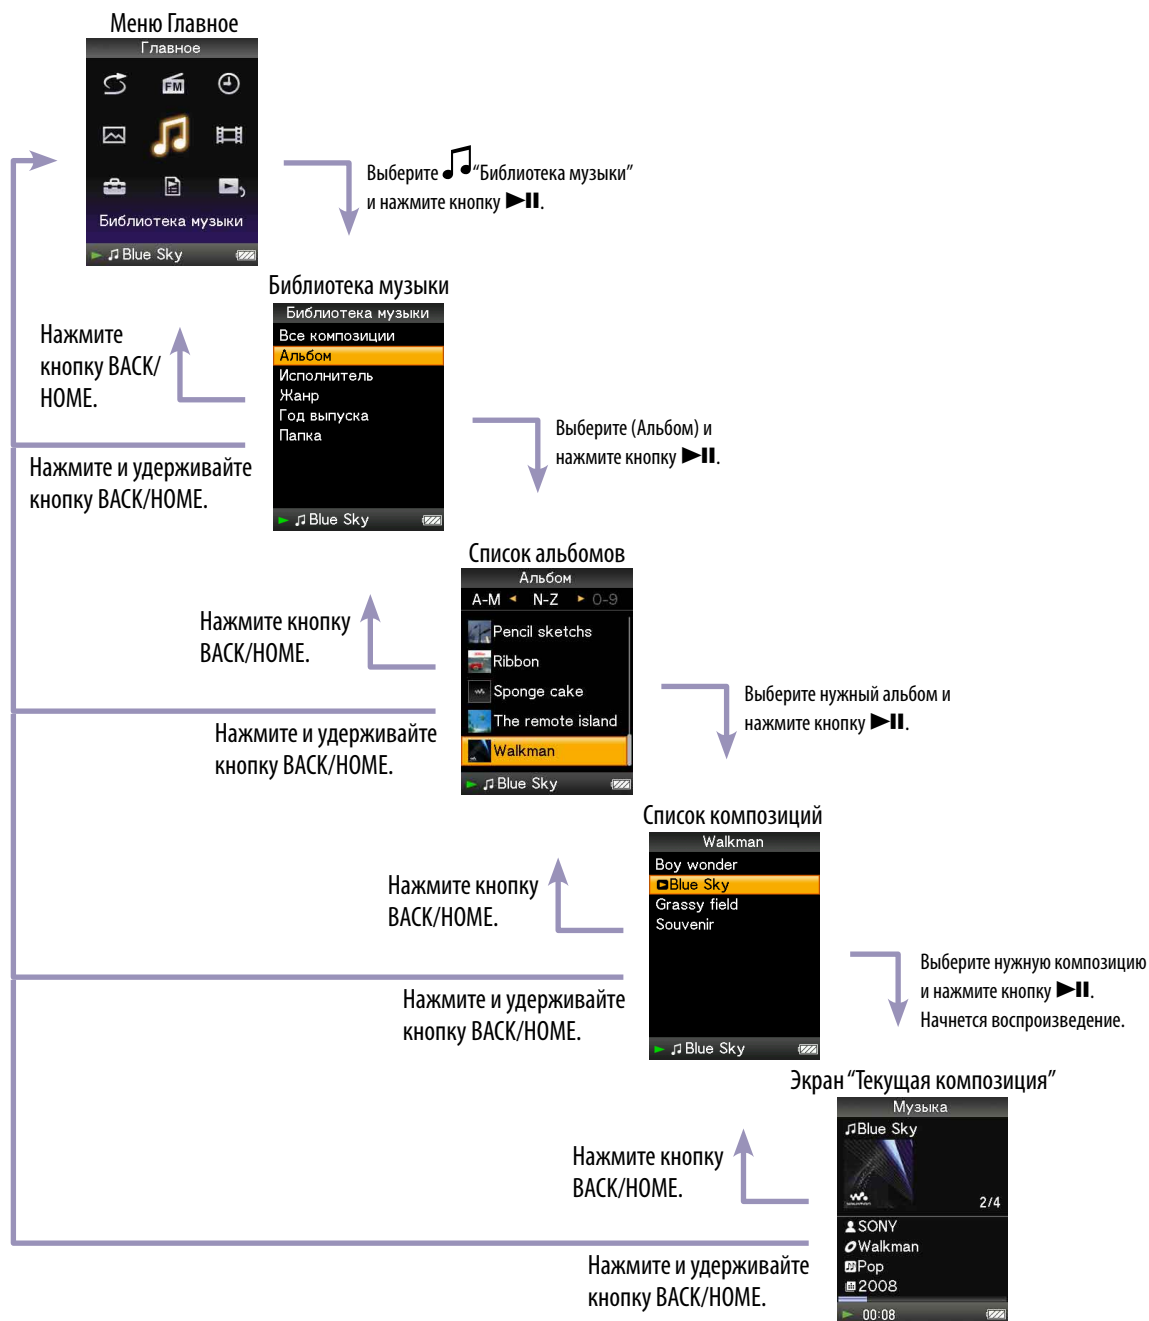 Меню Главное
Главное
FM
Библиотека музыки
Blue Sky
Выберите "Библиотека музыки"
и нажмите кнопку
Библиотека музыки
Библиотека музыки
Все композиции
Альбом
Исполнитель
Жанр
Год выпуска
Папка
Blue Sky
Нажмите
кнопку BACK/
HOME.
Нажмите и удерживайте
кнопку BACK/HOME.
Выберите (Альбом) и
нажмите кнопку
Список альбомов
Альбом
A-M N-Z 0-9
Pencil sketchs
Ribbon
Sponge cake
The remote island
Walkman
Blue Sky
Нажмите кнопку
BACK/HOME.
Нажмите и удерживайте
кнопку BACK/HOME.
Выберите нужный альбом и
нажмите кнопку
Список композиций
Walkman
Boy wonder
Blue Sky
Grassy field
Souvenir
Blue Sky
Нажмите кнопку
BACK/HOME.
Нажмите и удерживайте
кнопку BACK/HOME.
Выберите нужную композицию
и нажмите кнопку
Начнется воспроизведение.
Экран "Текущая композиция"
Музыка
Blue Sky
2/4
SONY
Walkman
Pop
2008
00:08
Нажмите кнопку
BACK/HOME.
Нажмите и удерживайте
кнопку BACK/HOME.